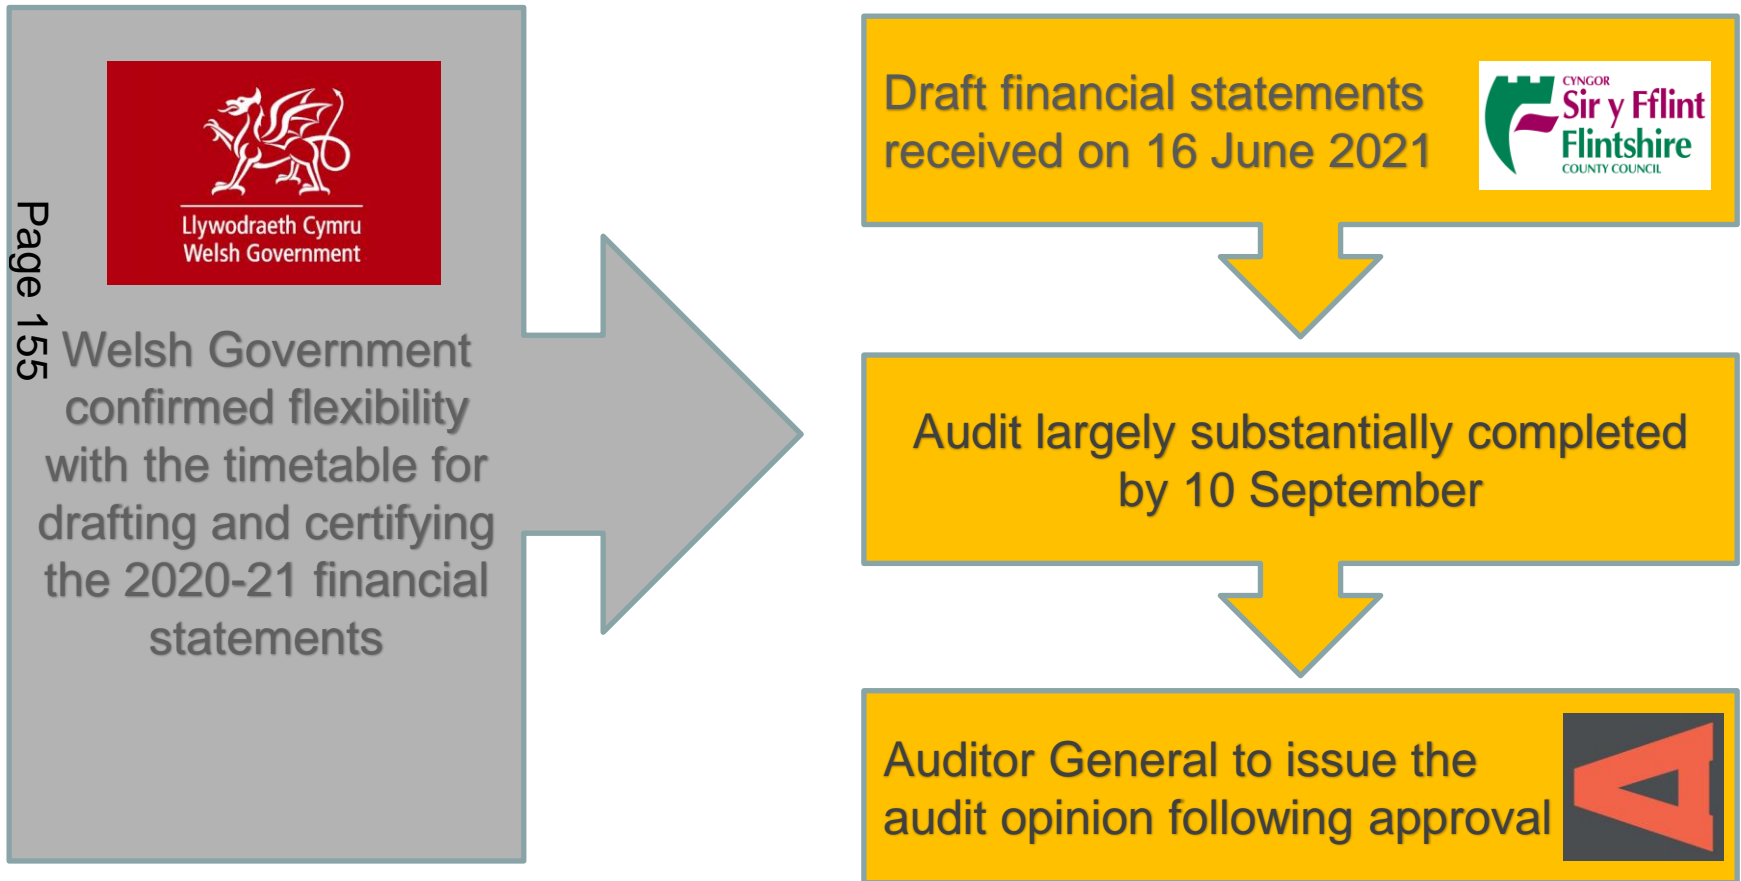 Page 155
Llywodraeth Cymru
Welsh Government
Welsh Government
confirmed flexibility
with the timetable for
drafting and certifying
the 2020-21 financial
statements
Draft financial statements
received on 16 June 2021
CYNGOR
Sir y Fflint
Flintshire
COUNTY COUNCIL
Audit largely substantially completed
by 10 September
Auditor General to issue the
audit opinion following approval
A